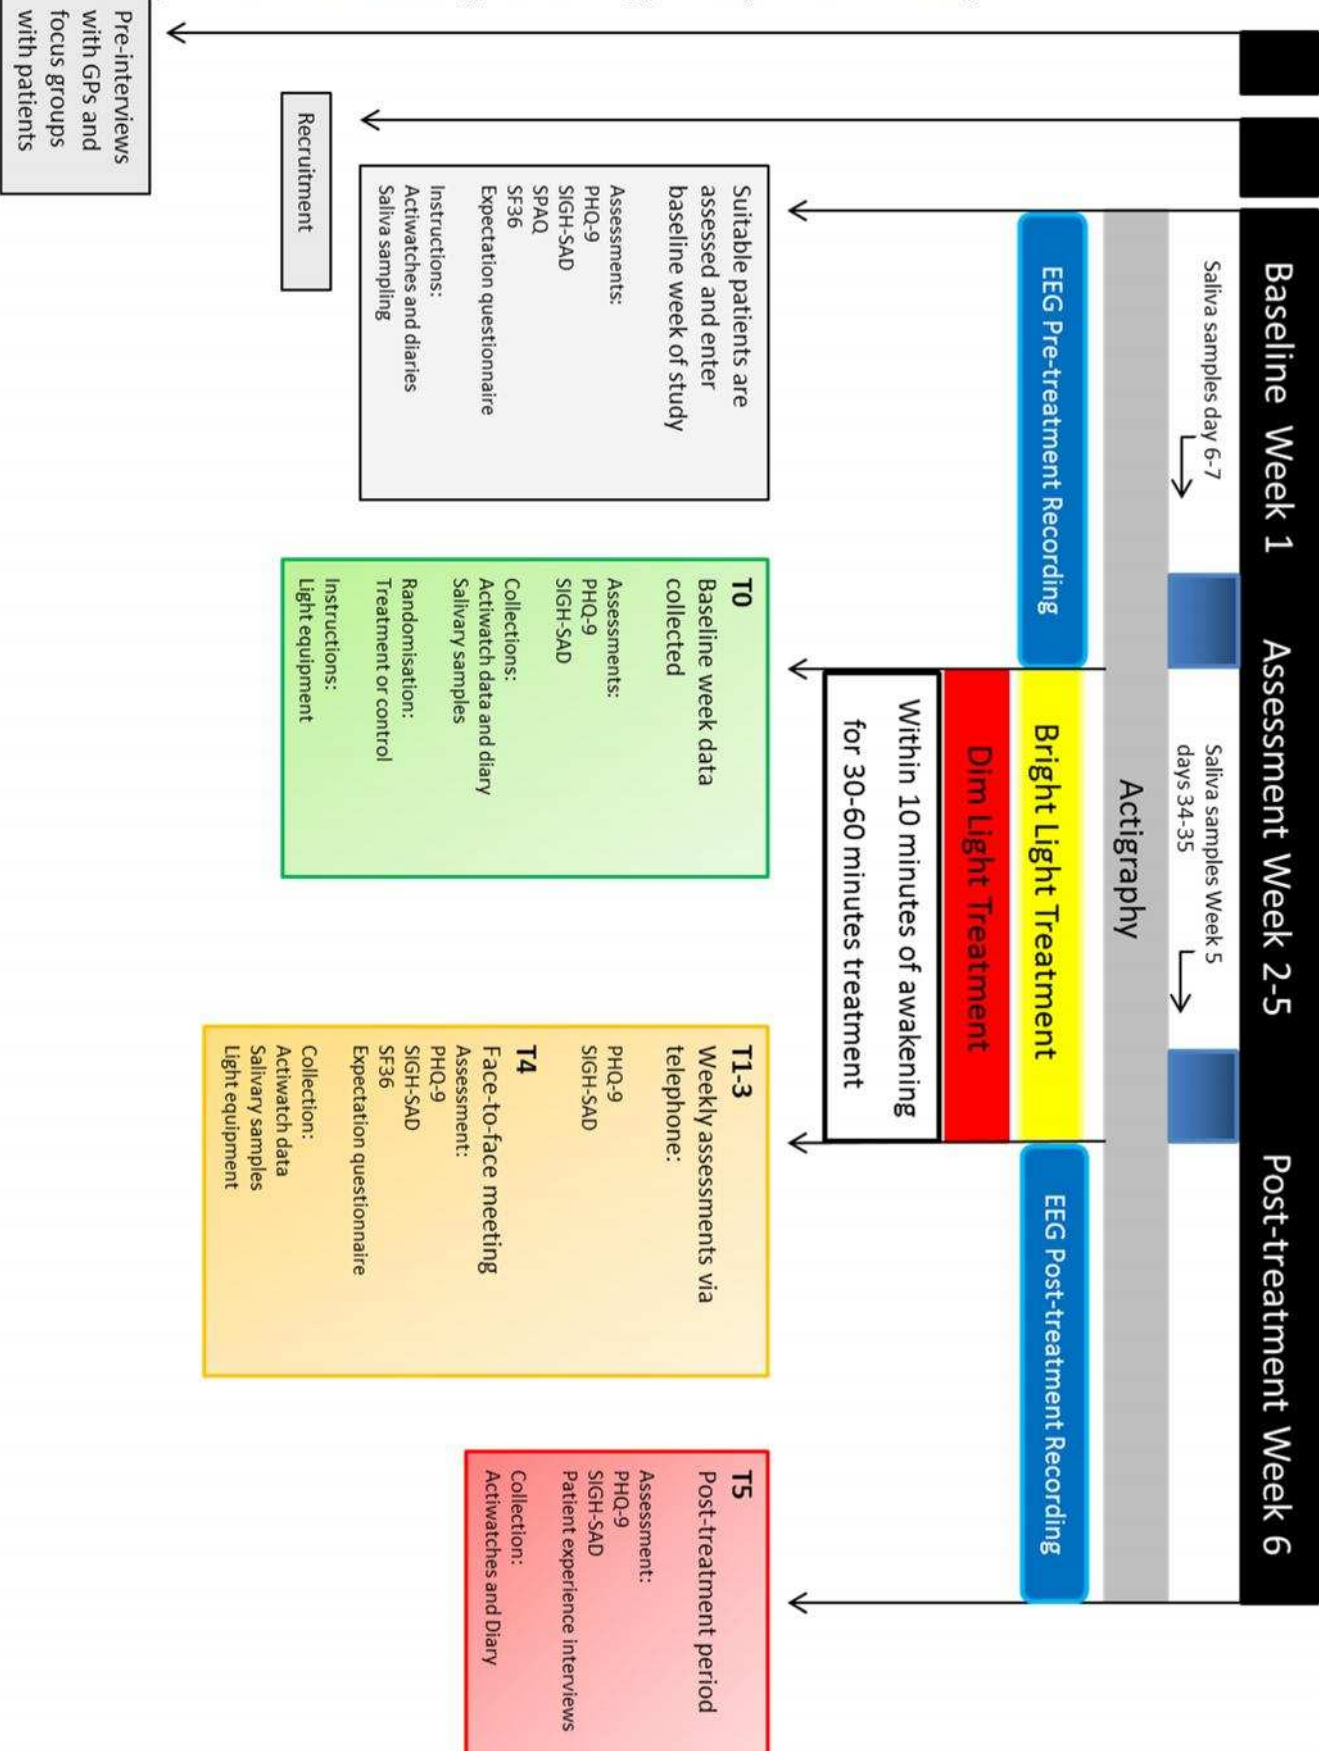 Baseline Week 1
Assessment Week 2-5
Post-treatment Week 6
Saliva samples day 6-7
Saliva samples Week 5
days 34-35
Actigraphy
EEG Pre-treatment Recording
Bright Light Treatment
EEG Post-treatment Recording
Dim Light Treatment
Within 10 minutes of awakening
for 30-60 minutes treatment
Pre-interviews
with GPs and
focus groups
with patients
Recruitment
Suitable patients are
assessed and enter
baseline week of study
Assessments:
PHQ-9
SIGH-SAD
SPAQ
SF36
Expectation questionnaire
Instructions:
Actiwatches and diaries
Saliva sampling
T0
Baseline week data
collected
Assessments:
PHQ-9
SIGH-SAD
Collections:
Actiwatch data and diary
Salivary samples
Randomisation:
Treatment or control
Instructions:
Light equipment
T1-3
Weekly assessments via
telephone:
PHQ-9
SIGH-SAD
T4
Face-to-face meeting
Assessment:
PHQ-9
SIGH-SAD
SF36
Expectation questionnaire
Collection:
Actiwatch data
Salivary samples
Light equipment
T5
Post-treatment period
Assessment:
PHQ-9
SIGH-SAD
Patient experience interviews
Collection:
Actiwatches and Diary